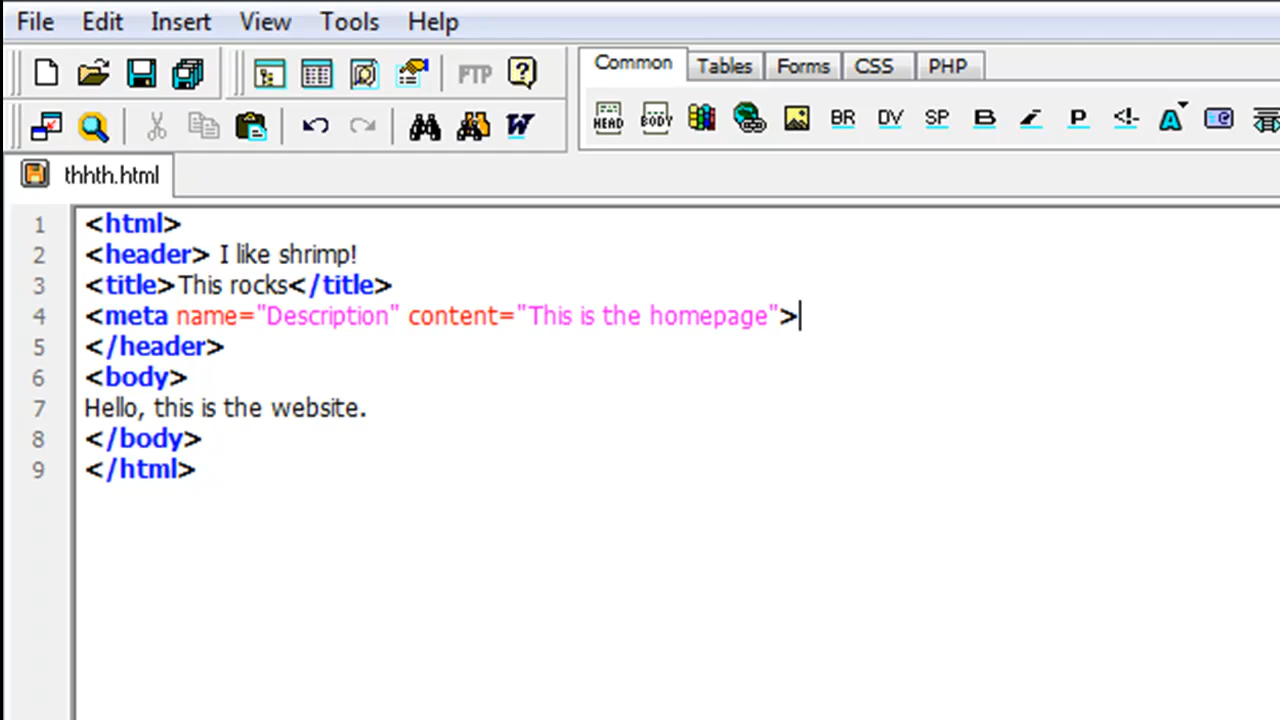 File Edit Insert View Tools Help
Common Tables Forms CSS PHP
FTP
HEAD BODY BR DV SP B P <!- A
W
thhth.html
1 <html>
2 <header> I like shrimp!
3 <title>This rocks</title>
4 <meta name="Description" content="This is the homepage">
5 </header>
6 <body>
7 Hello, this is the website.
8 </body>
9 </html>